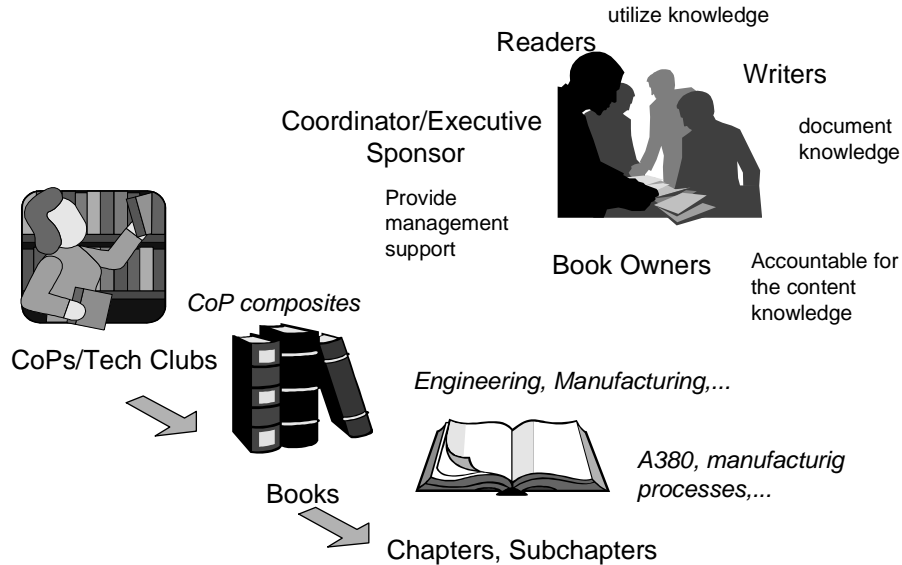 utilize knowledge
Readers
Writers
Coordinator/Executive
Sponsor
document
knowledge
Provide
management
support
Book Owners
Accountable for
the content
knowledge
CoP composites
CoPs/Tech Clubs
Engineering, Manufacturing,...
A380, manufacturig
processes,...
Books
Chapters, Subchapters